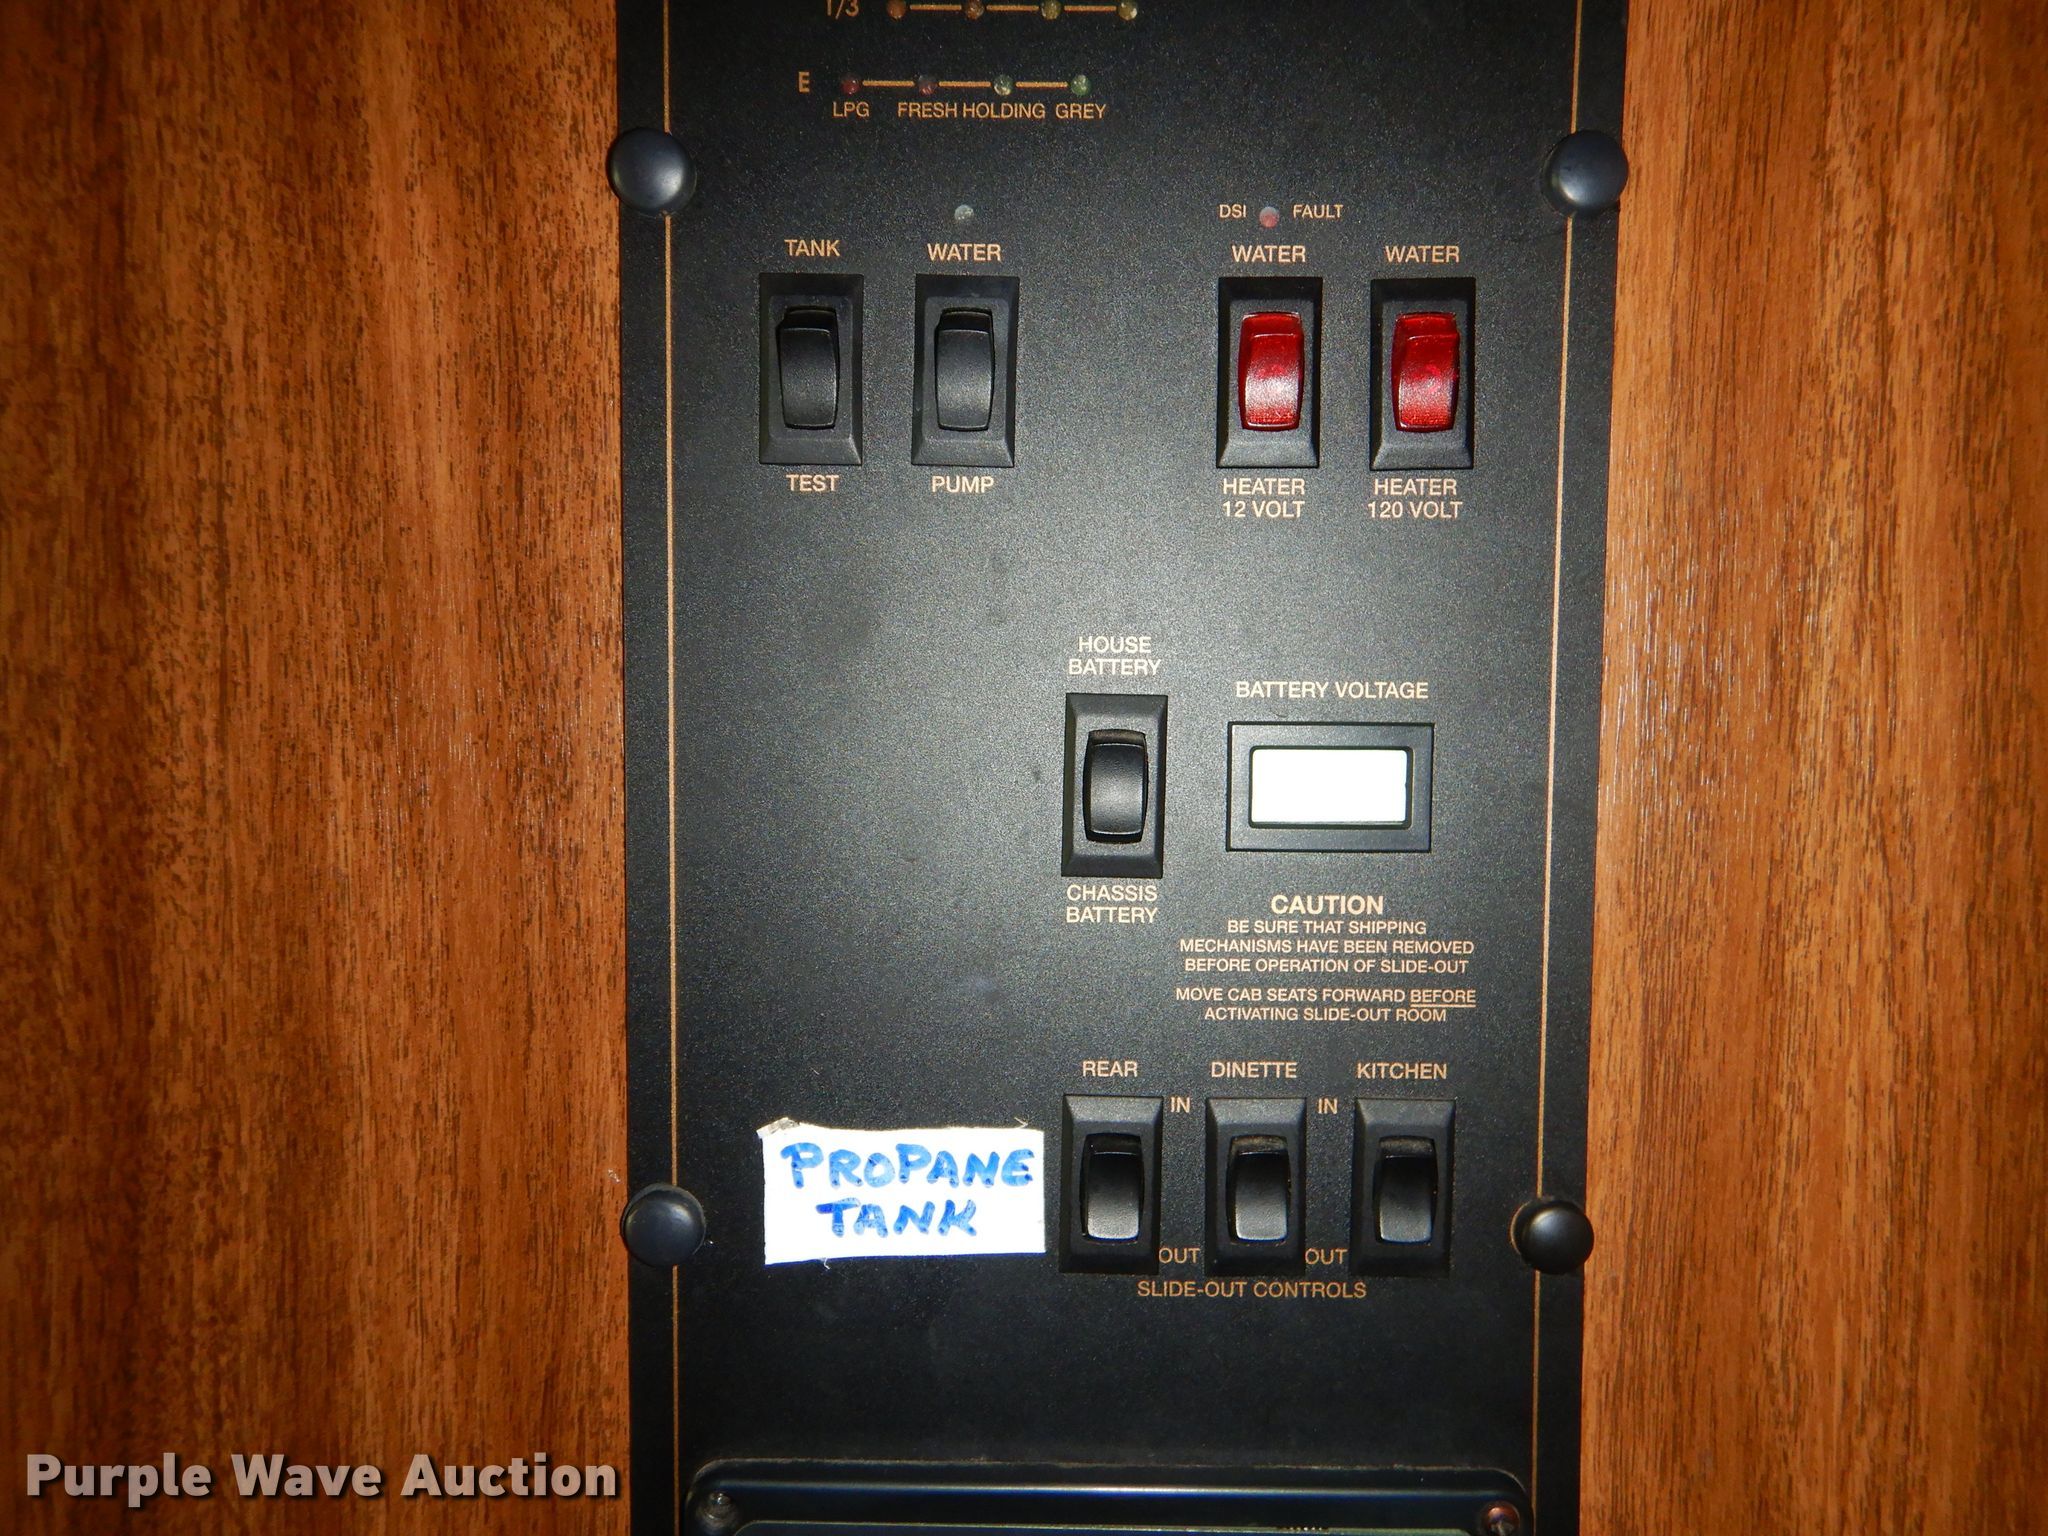 1/3
E
LPG FRESH HOLDING GREY
DSI FAULT
TANK WATER WATER WATER
TEST PUMP HEATER HEATER
12 VOLT 120 VOLT
HOUSE
BATTERY
BATTERY VOLTAGE
CHASSIS
BATTERY
CAUTION
BE SURE THAT SHIPPING
MECHANISMS HAVE BEEN REMOVED
BEFORE OPERATION OF SLIDE-OUT
MOVE CAB SEATS FORWARD BEFORE
ACTIVATING SLIDE-OUT ROOM
REAR DINETTE KITCHEN
IN IN
PROPANE
TANK
OUT OUT
SLIDE-OUT CONTROLS
Purple Wave Auction